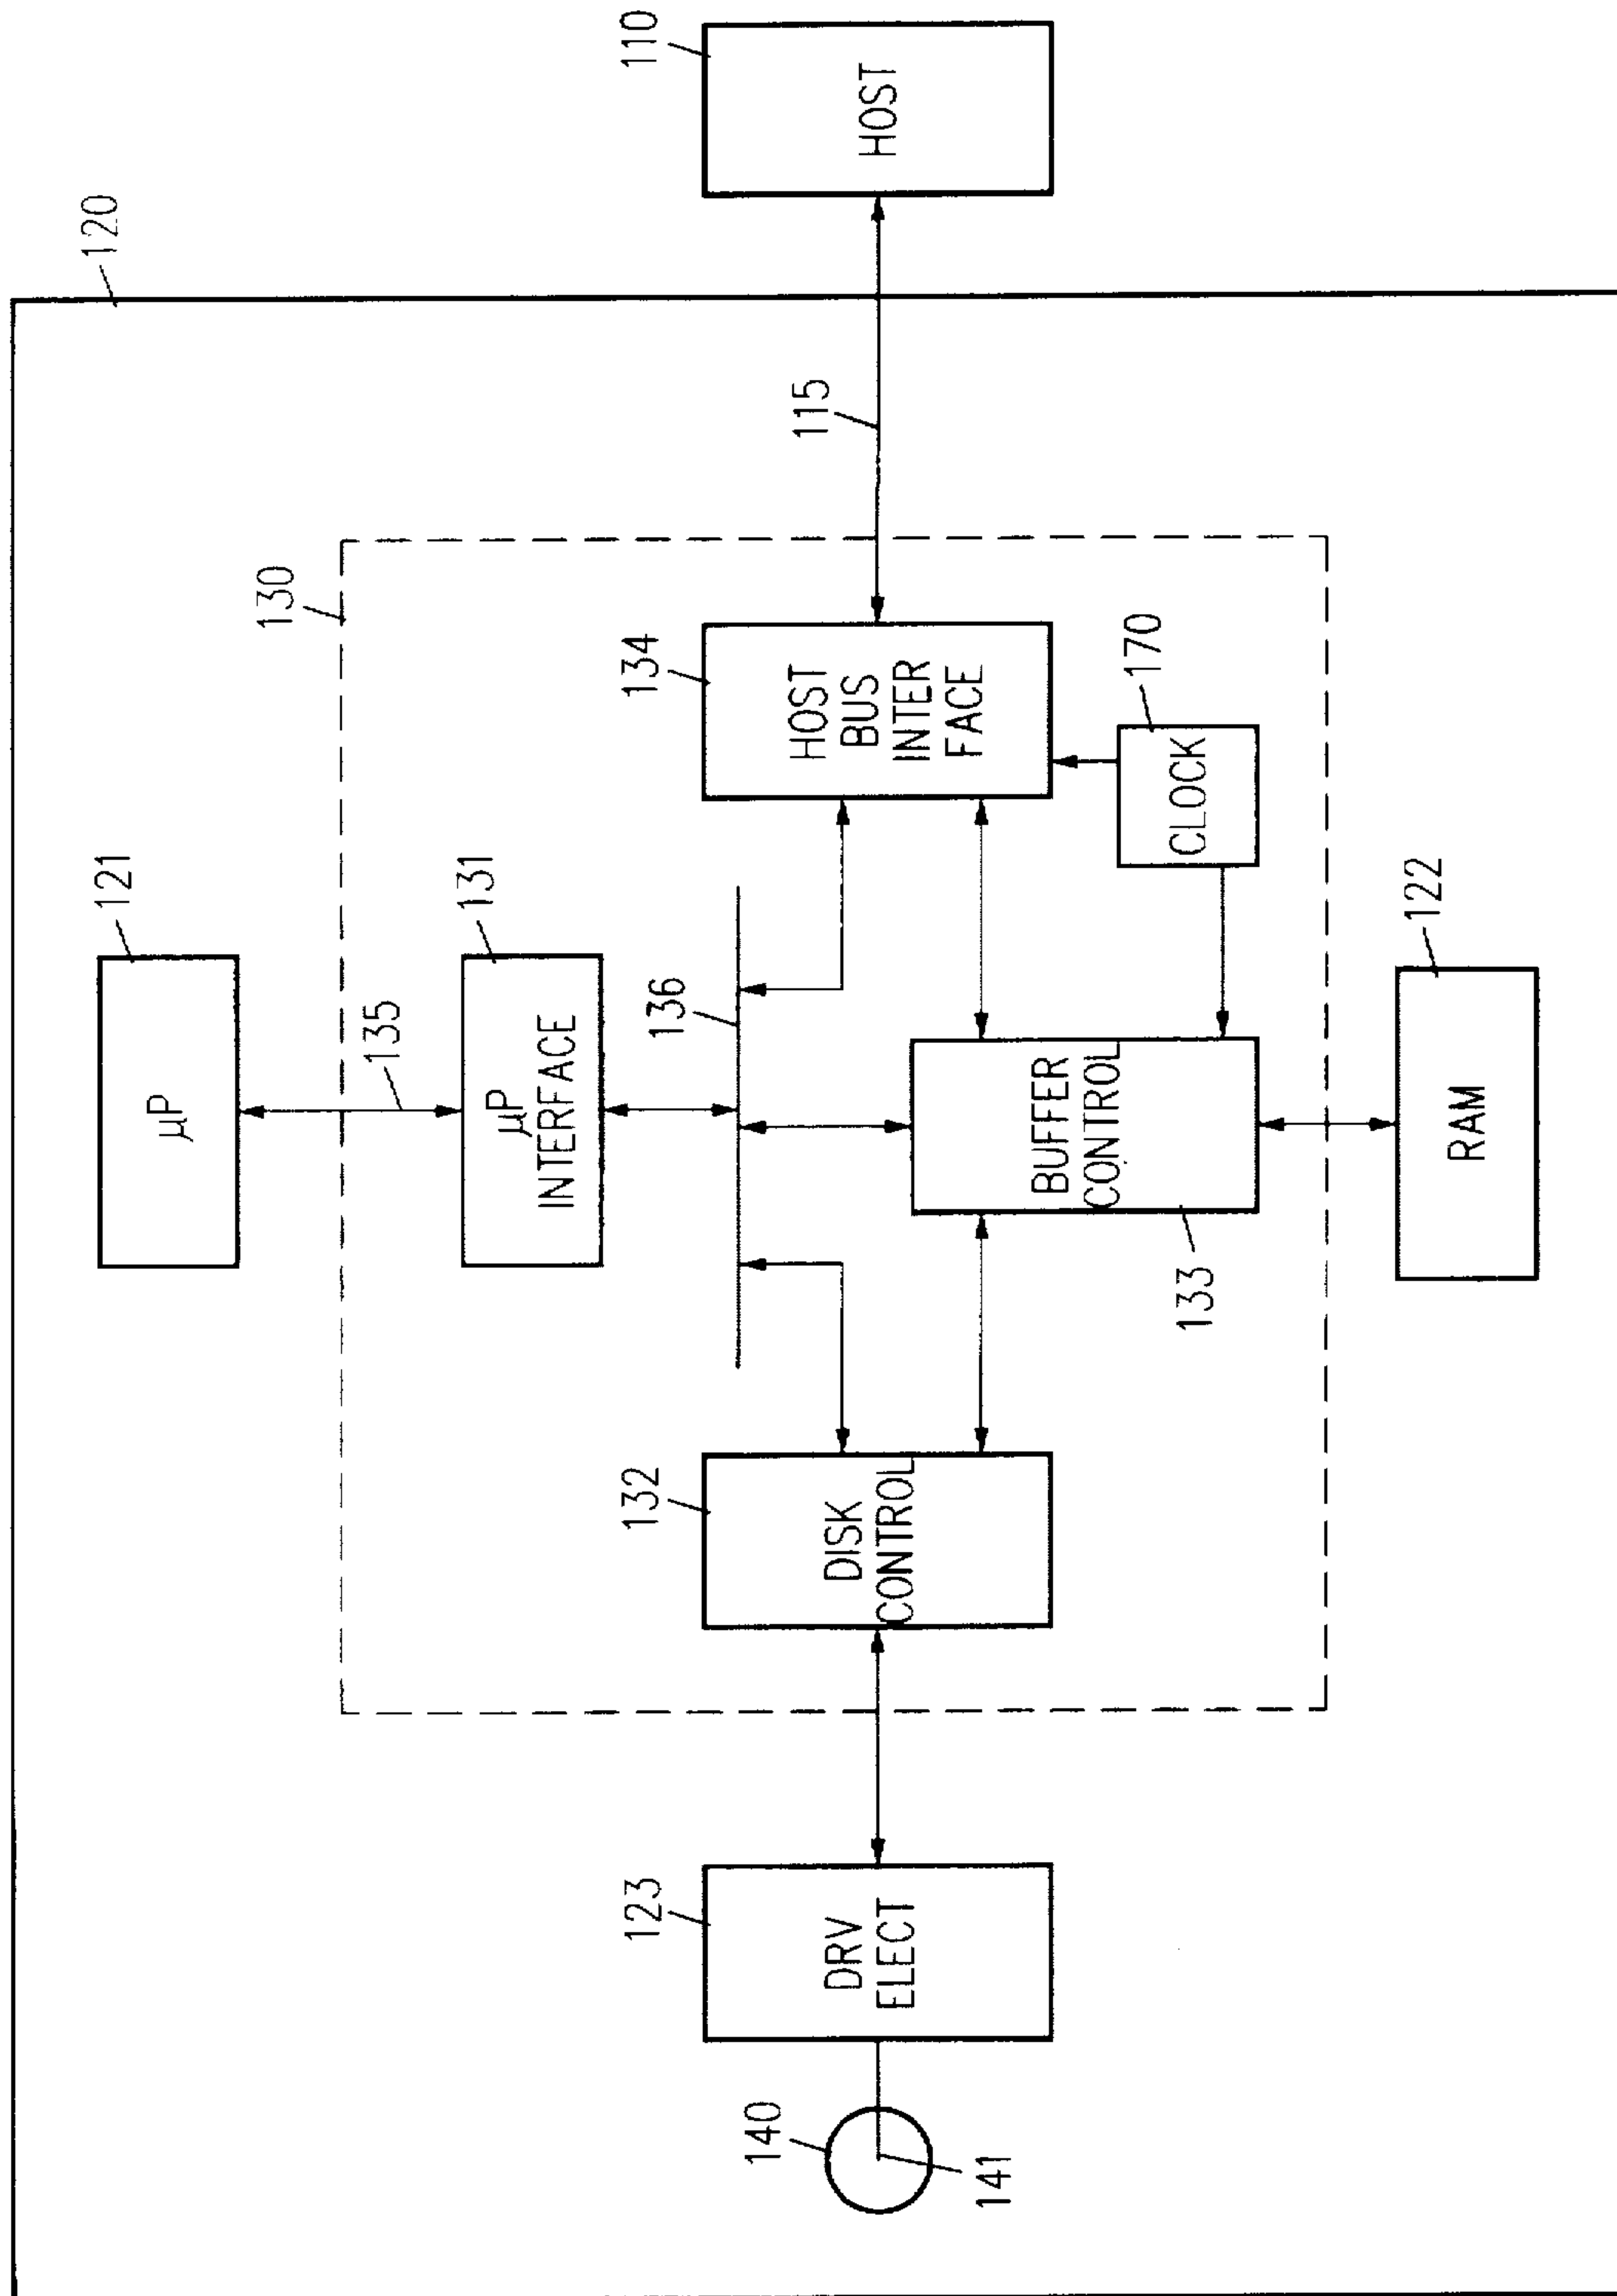 110
HOST
120
115
130
134
HOST
BUS
INTER
FACE
170
CLOCK
121
µP
135
131
µP
INTERFACE
136
BUFFER
CONTROL
133
122
RAM
132
DISK
CONTROL
123
DRV
ELECT
140
141